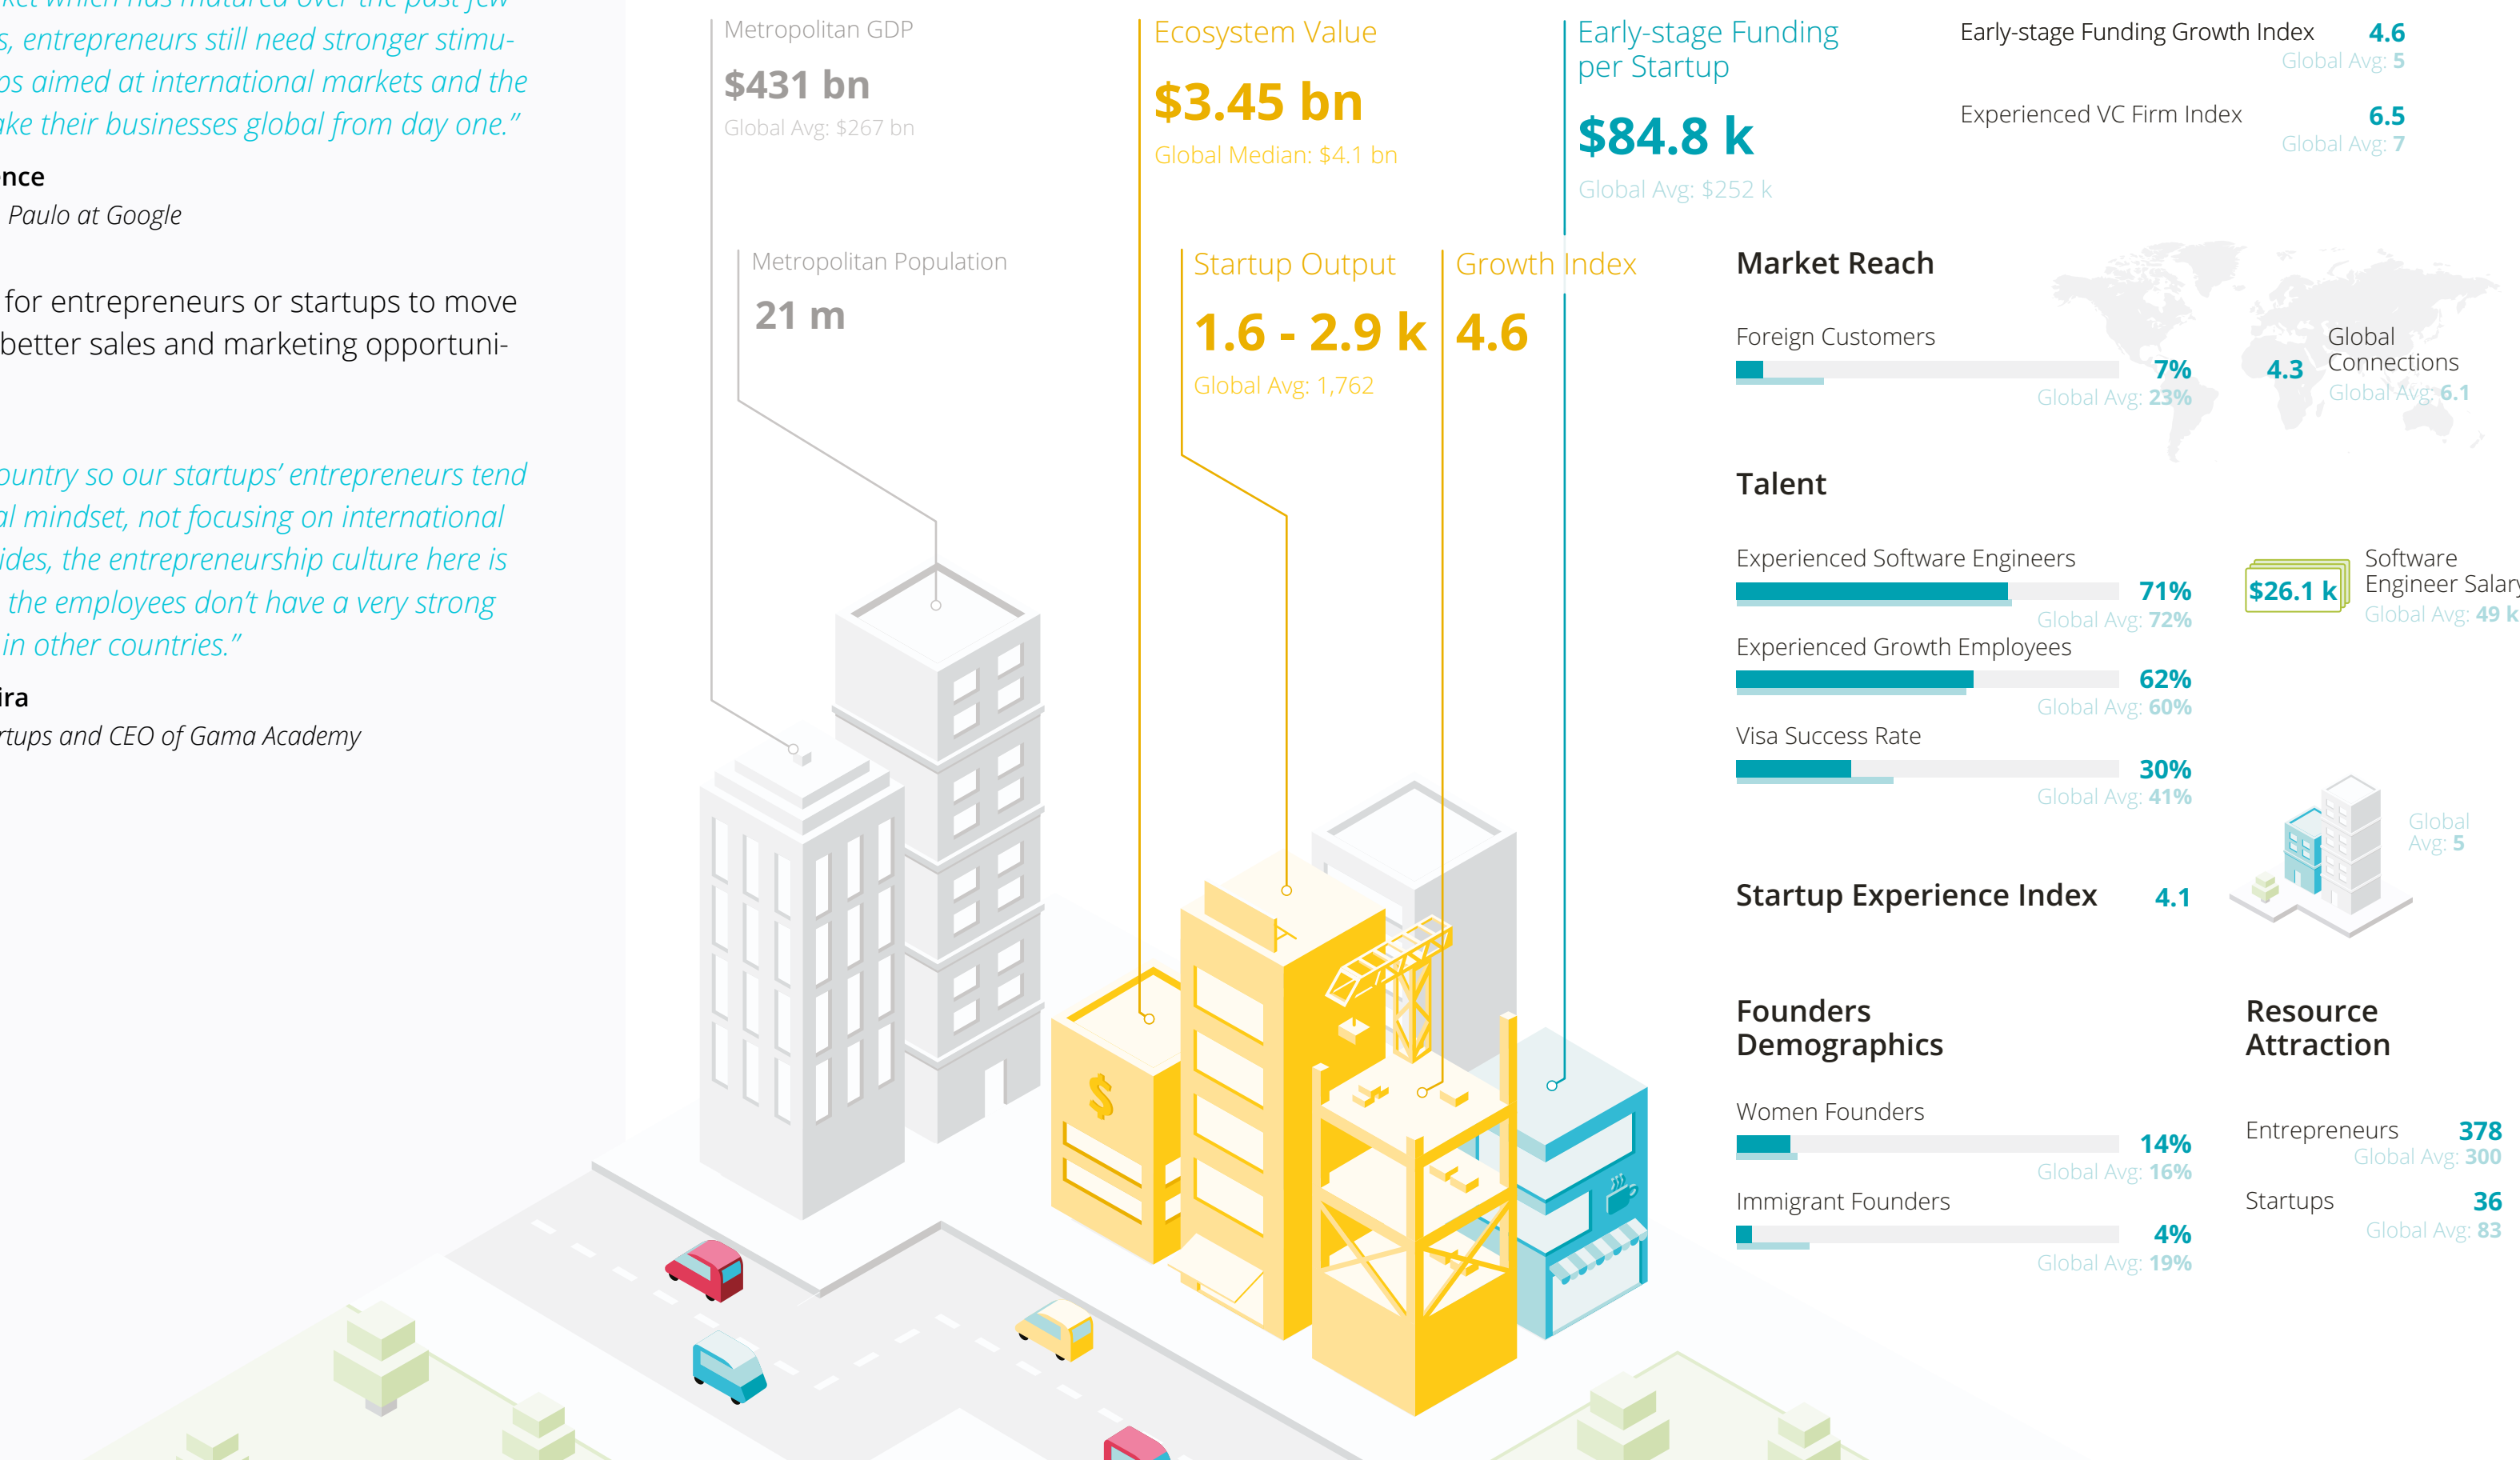 ket which has matured over the past few
s, entrepreneurs still need stronger stimu-
ps aimed at international markets and the
ake their businesses global from day one.”
nce
Paulo at Google
for entrepreneurs or startups to move
better sales and marketing opportuni-
ountry so our startups’ entrepreneurs tend
al mindset, not focusing on international
ides, the entrepreneurship culture here is
the employees don’t have a very strong
in other countries.”
ira
rtups and CEO of Gama Academy
Metropolitan GDP
$431 bn
Global Avg: $267 bn
Metropolitan Population
21 m
Ecosystem Value
$3.45 bn
Global Median: $4.1 bn
Startup Output
1.6 - 2.9 k
Global Avg: 1,762
Growth Index
4.6
Early-stage Funding
per Startup
$84.8 k
Global Avg: $252 k
Early-stage Funding Growth Index 4.6
Global Avg: 5
Experienced VC Firm Index 6.5
Global Avg: 7
Market Reach
Foreign Customers
7%
Global Avg: 23%
4.3
Global
Connections
Global Avg: 6.1
Talent
Experienced Software Engineers
71%
Global Avg: 72%
Experienced Growth Employees
62%
Global Avg: 60%
Visa Success Rate
30%
Global Avg: 41%
$26.1 k
Software
Engineer Salary
Global Avg: 49 k
Startup Experience Index 4.1
Global
Avg: 5
Founders
Demographics
Women Founders
14%
Global Avg: 16%
Immigrant Founders
4%
Global Avg: 19%
Resource
Attraction
Entrepreneurs 378
Global Avg: 300
Startups 36
Global Avg: 83
$